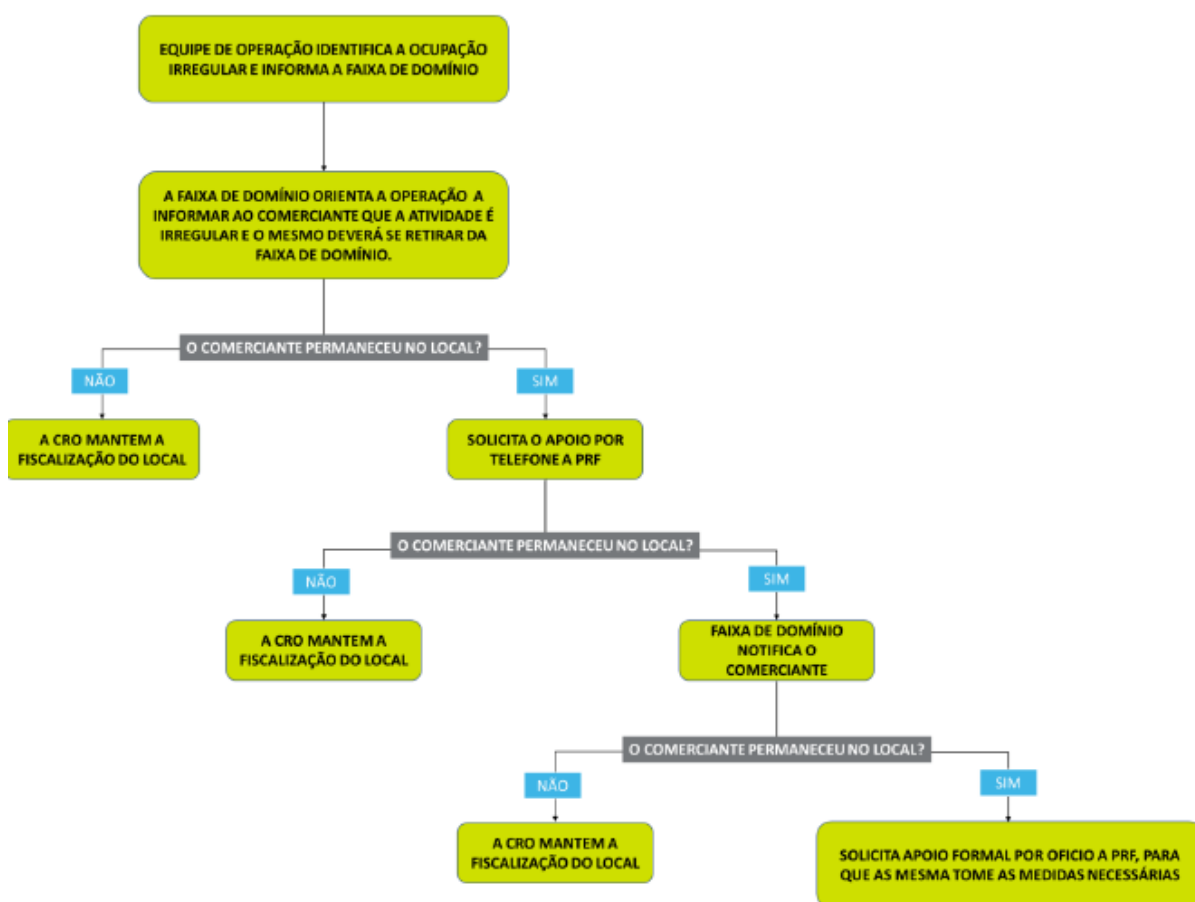 EQUIPE DE OPERAÇÃO IDENTIFICA A OCUPAÇÃO
IRREGULAR E INFORMA A FAIXA DE DOMÍNIO
A FAIXA DE DOMÍNIO ORIENTA A OPERAÇÃO A
INFORMAR AO COMERCIANTE QUE A ATIVIDADE É
IRREGULAR E O MESMO DEVERÁ SE RETIRAR DA
FAIXA DE DOMÍNIO.
O COMERCIANTE PERMANECEU NO LOCAL?
NÃO
SIM
A CRO MANTEM A
FISCALIZAÇÃO DO LOCAL
SOLICITA O APOIO POR
TELEFONE A PRF
O COMERCIANTE PERMANECEU NO LOCAL?
NÃO
SIM
A CRO MANTEM A
FISCALIZAÇÃO DO LOCAL
FAIXA DE DOMÍNIO
NOTIFICA O
COMERCIANTE
O COMERCIANTE PERMANECEU NO LOCAL?
NÃO
SIM
A CRO MANTEM A
FISCALIZAÇÃO DO LOCAL
SOLICITA APOIO FORMAL POR OFICIO A PRF, PARA
QUE AS MESMA TOME AS MEDIDAS NECESSÁRIAS